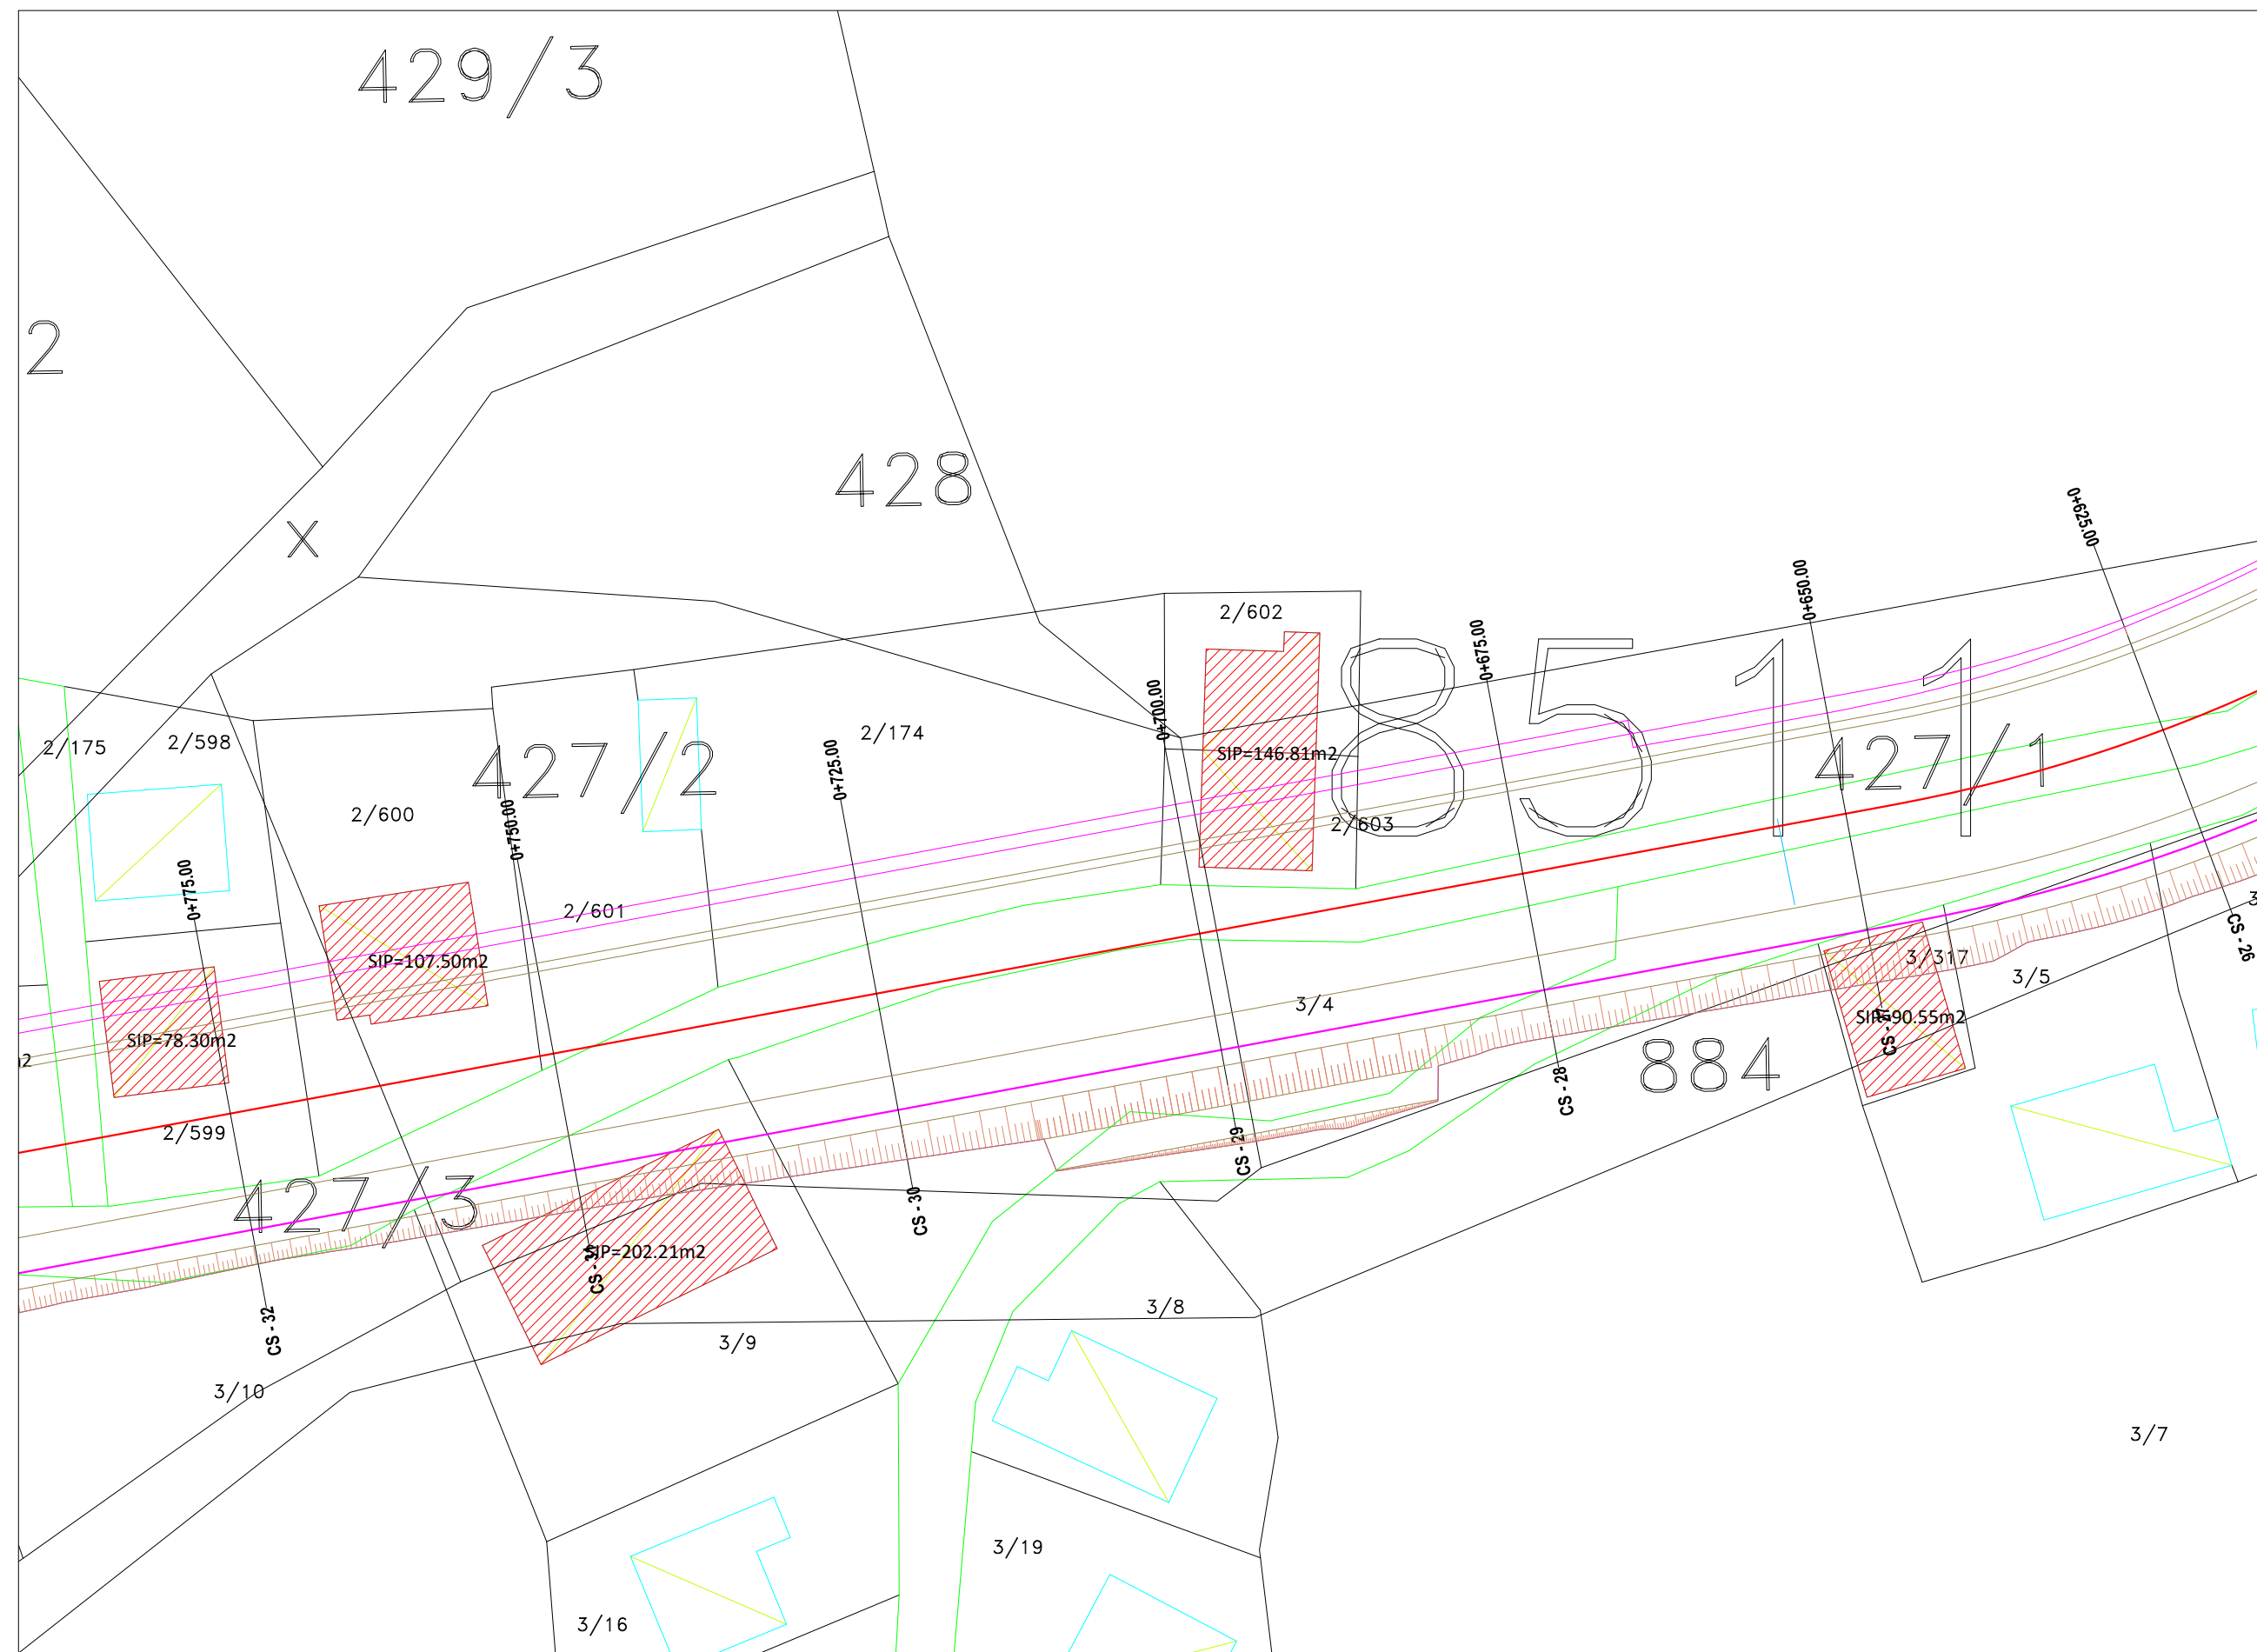 429/3
2
428
X
0+625.00
0+650.00
2/602
0+675.00
8511
0+700.00
2/174
2/598
2/175
0+725.00
SIP=146.81m2
427/2
427/1
2/600
0+750.00
2/603
0+775.00
2/601
CS - 26
3/317
SIP=107.50m2
3/5
3/4
SIP=90.55m2
SIP=78.30m2
884
CS - 28
2/599
CS - 29
427/3
CS - 30
SIP=202.21m2
3/8
CS - 32
3/9
3/10
3/7
3/19
3/16